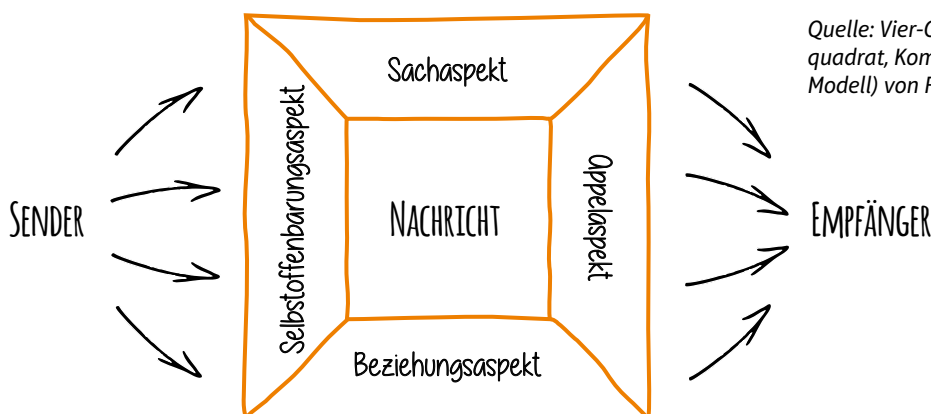 Quelle: Vier-
quadrat, Kom
Modell) von
Sachaspekt
Selbstoffenbarungsaspekt
Appelaspekt
SENDER
NACHRICHT
EMPFÄNGER
Beziehungsaspekt